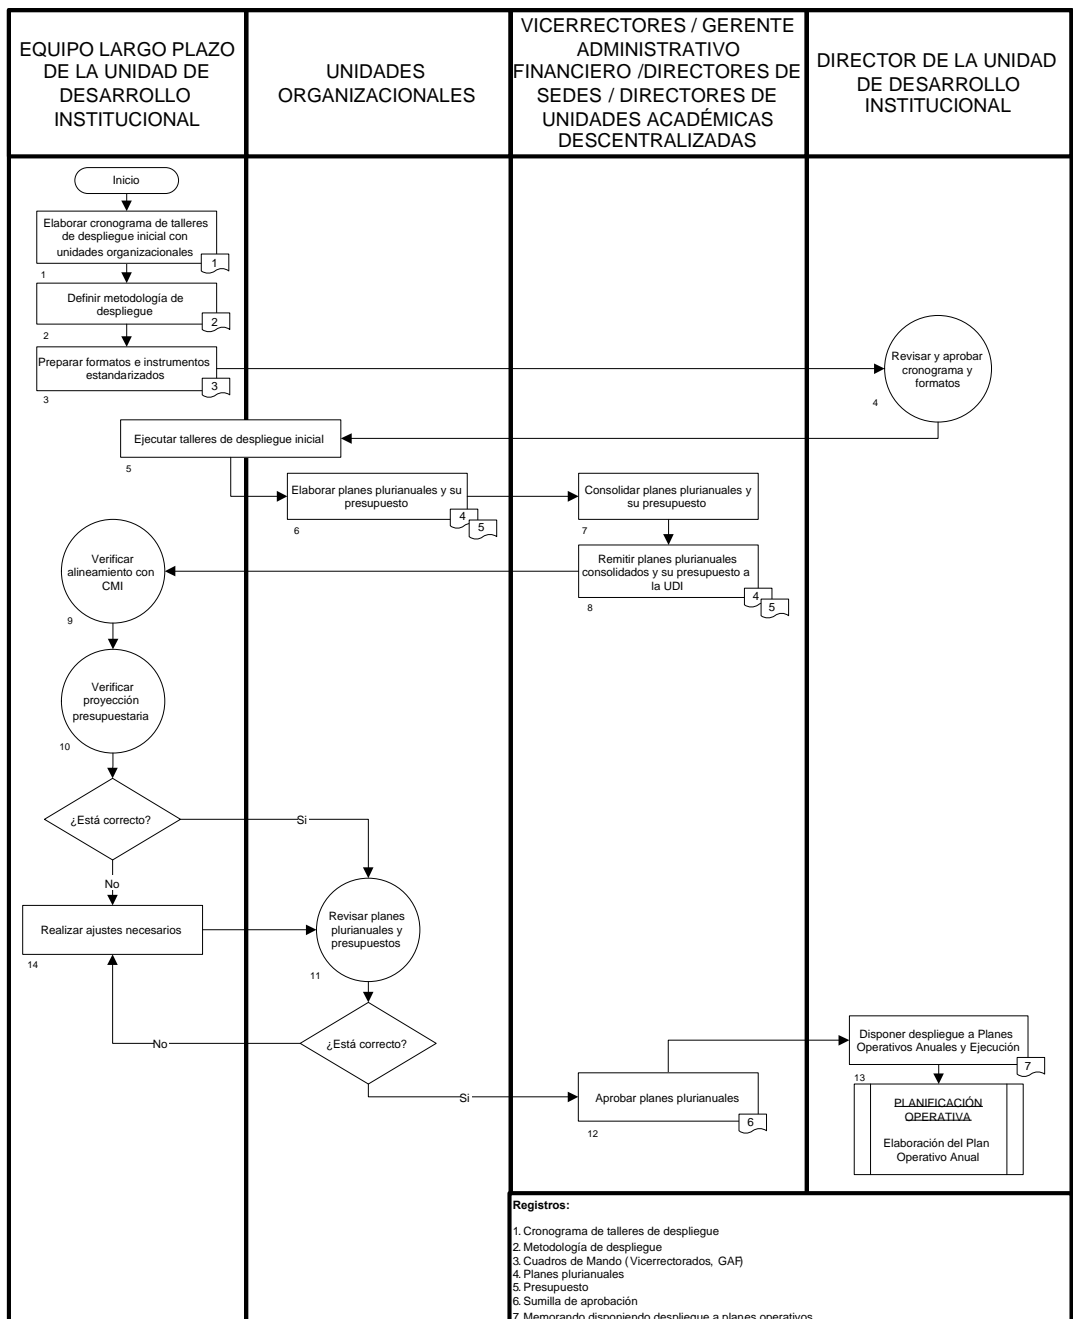 EQUIPO LARGO PLAZO
DE LA UNIDAD DE
DESARROLLO
INSTITUCIONAL
UNIDADES
ORGANIZACIONALES
VICERRECTORES / GERENTE
ADMINISTRATIVO
FINANCIERO /DIRECTORES DE
SEDES / DIRECTORES DE
UNIDADES ACADÉMICAS
DESCENTRALIZADAS
DIRECTOR DE LA UNIDAD
DE DESARROLLO
INSTITUCIONAL
Inicio
Elaborar cronograma de talleres
de despliegue inicial con
unidades organizacionales
1
1
Definir metodología de
despliegue
2
2
Preparar formatos e instrumentos
estandarizados
3
3
Revisar y aprobar
cronograma y
formatos
4
Ejecutar talleres de despliegue inicial
5
Elaborar planes plurianuales y su
presupuesto
4
5
6
Consolidar planes plurianuales y
su presupuesto
7
Remitir planes plurianuales
consolidados y su presupuesto a
la UDI
4
5
8
Verificar
alineamiento con
CMI
9
Verificar
proyección
presupuestaria
10
¿Está correcto?
Si
No
Realizar ajustes necesarios
14
Revisar planes
plurianuales y
presupuestos
11
¿Está correcto?
No
Si
Aprobar planes plurianuales
6
12
Disponer despliegue a Planes
Operativos Anuales y Ejecución
7
13
PLANIFICACIÓN
OPERATIVA
Elaboración del Plan
Operativo Anual
Registros:
1. Cronograma de talleres de despliegue
2. Metodología de despliegue
3. Cuadros de Mando (Vicerrectorados, GAF)
4. Planes plurianuales
5. Presupuesto
6. Sumilla de aprobación
7. Memorando disponiendo despliegue a planes operativos